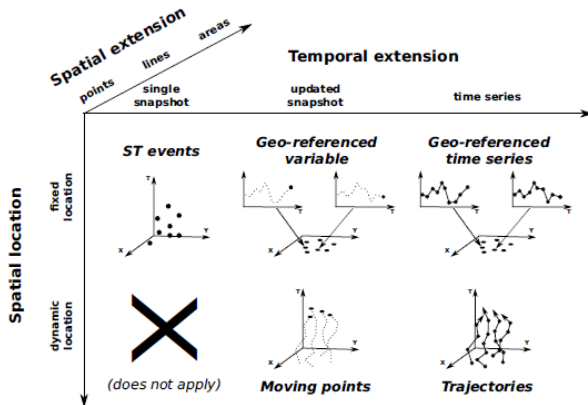 Spatial extension
points
lines
areas
Temporal extension
single
snapshot
updated
snapshot
time series
Spatial location
fixed
location
dynamic
location
ST events
T
X
Y
Geo-referenced
variable
T
T
X
Y
Geo-referenced
time series
T
T
X
Y
(does not apply)
T
X
Y
Moving points
T
X
Y
Trajectories